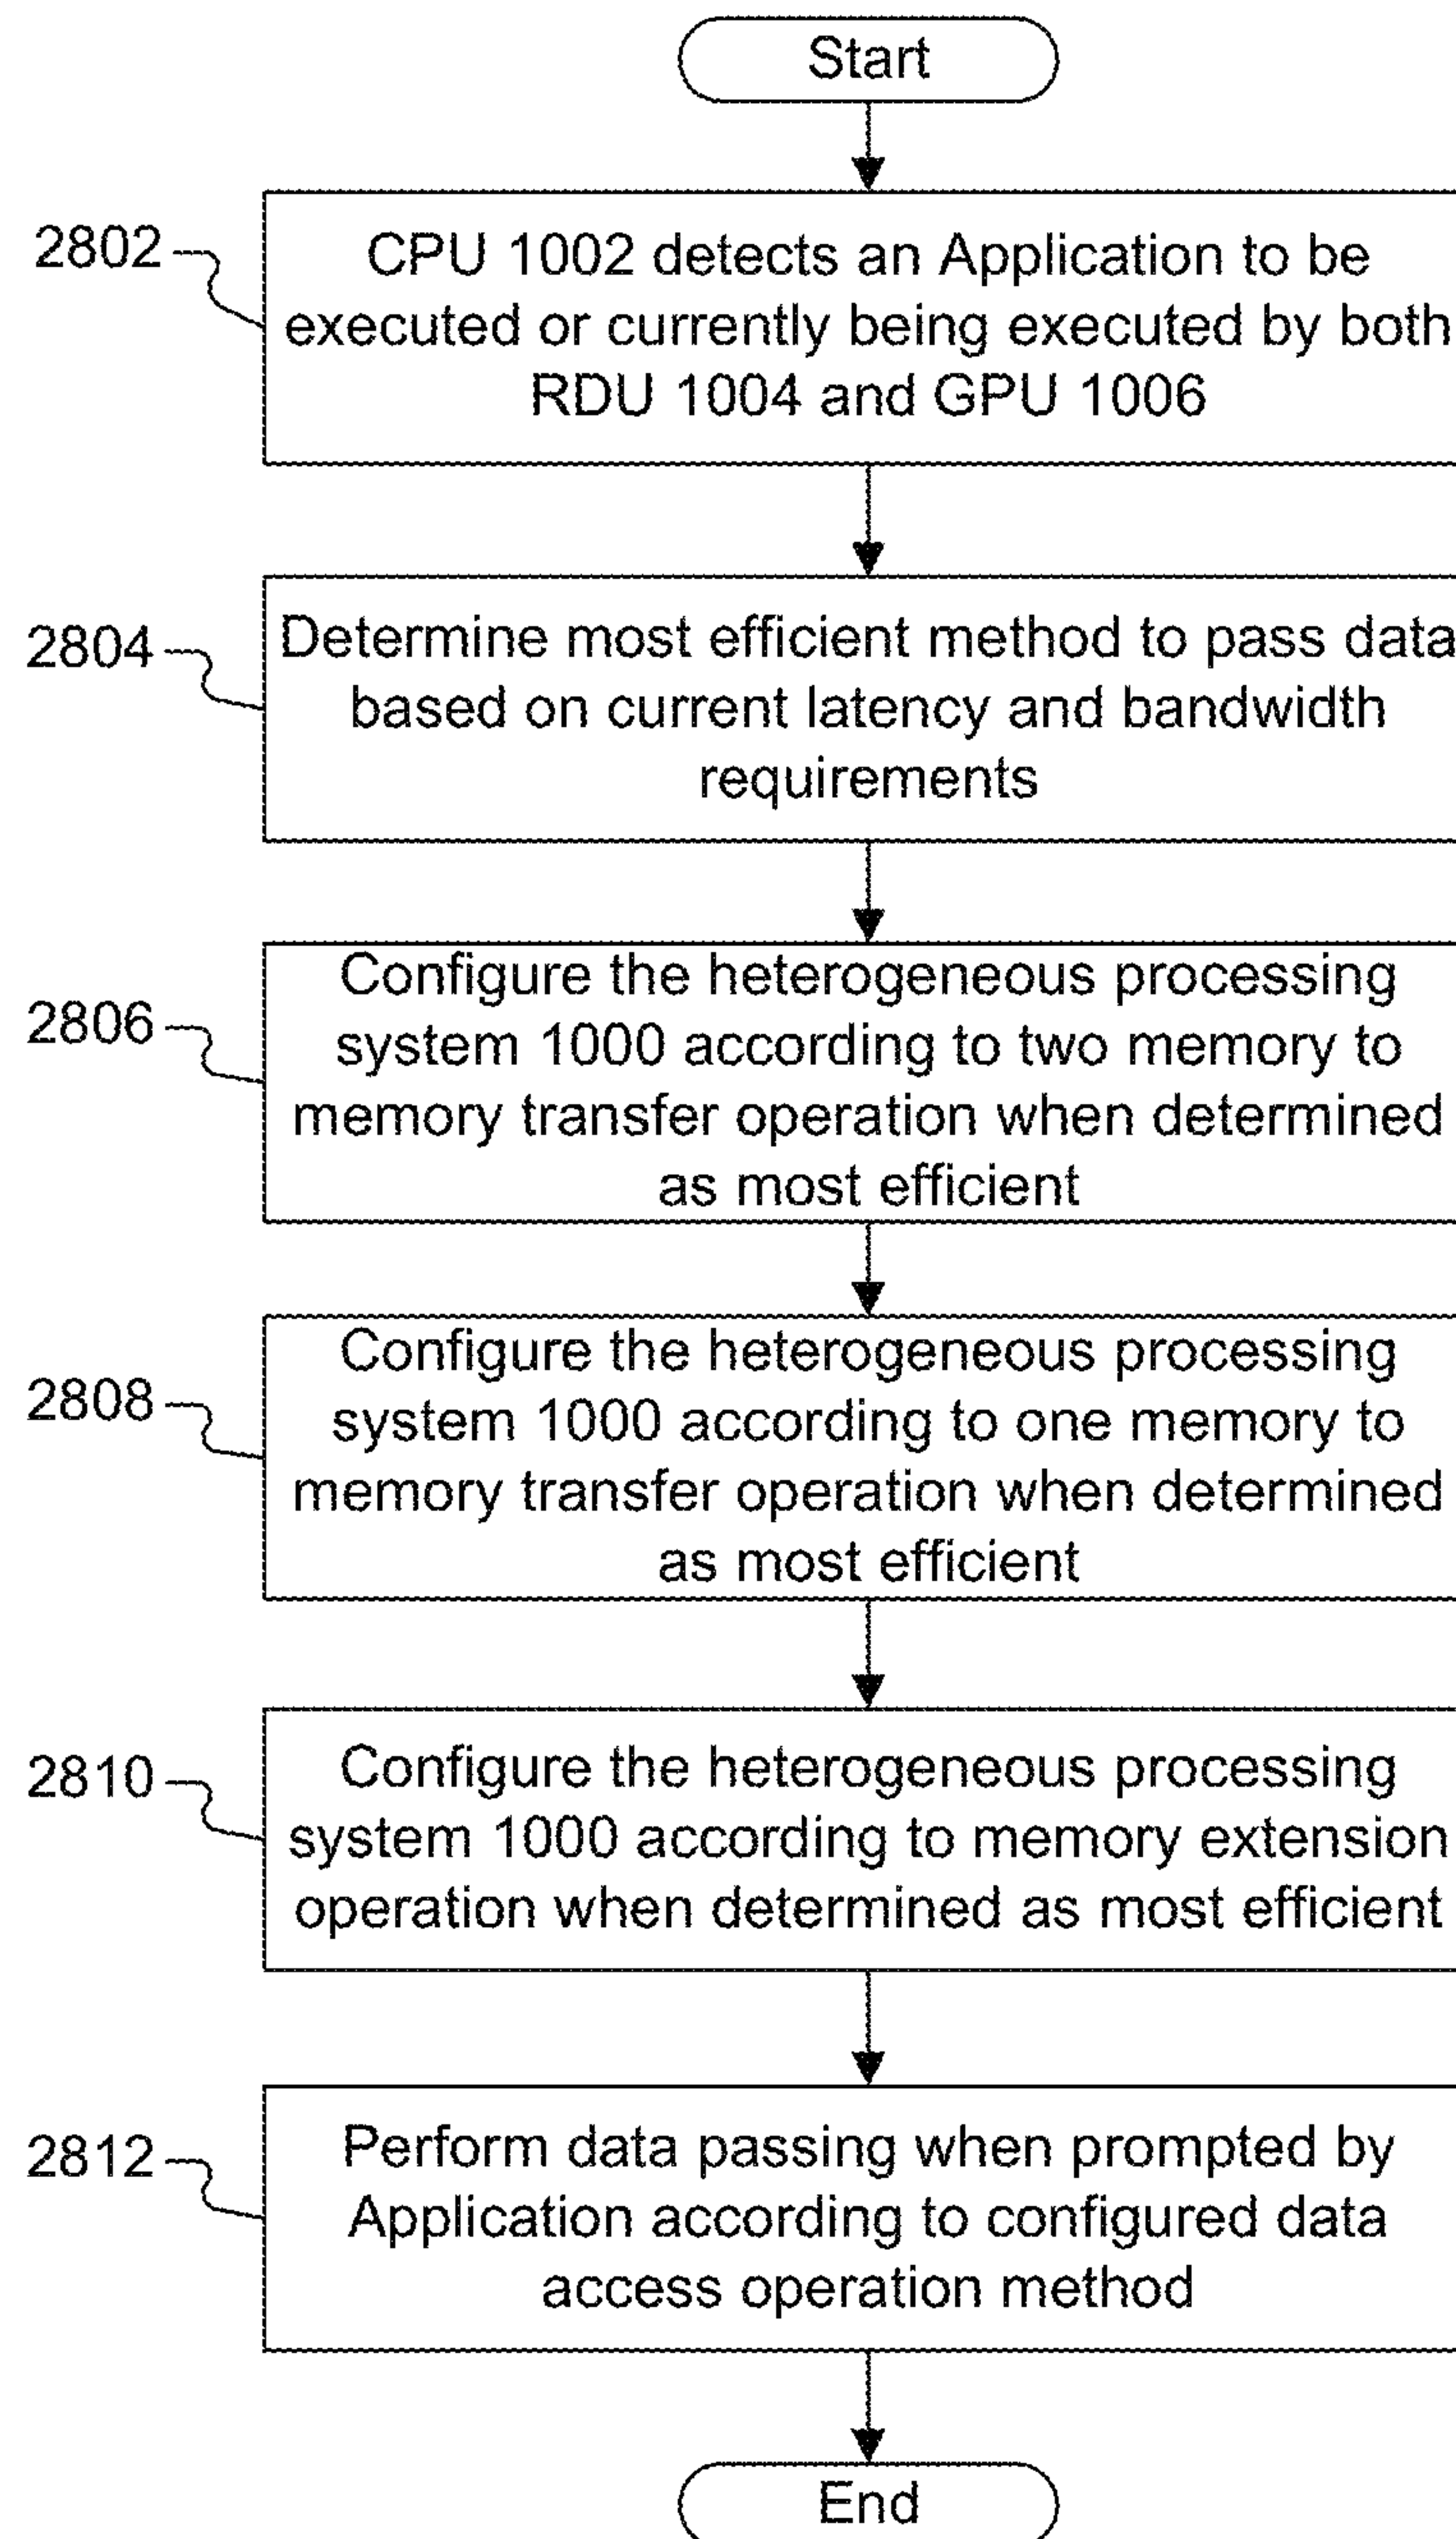 Start
2802
CPU 1002 detects an Application to be
executed or currently being executed by both
RDU 1004 and GPU 1006
2804
Determine most efficient method to pass data
based on current latency and bandwidth
requirements
2806
Configure the heterogeneous processing
system 1000 according to two memory to
memory transfer operation when determined
as most efficient
2808
Configure the heterogeneous processing
system 1000 according to one memory to
memory transfer operation when determined
as most efficient
2810
Configure the heterogeneous processing
system 1000 according to memory extension
operation when determined as most efficient
2812
Perform data passing when prompted by
Application according to configured data
access operation method
End